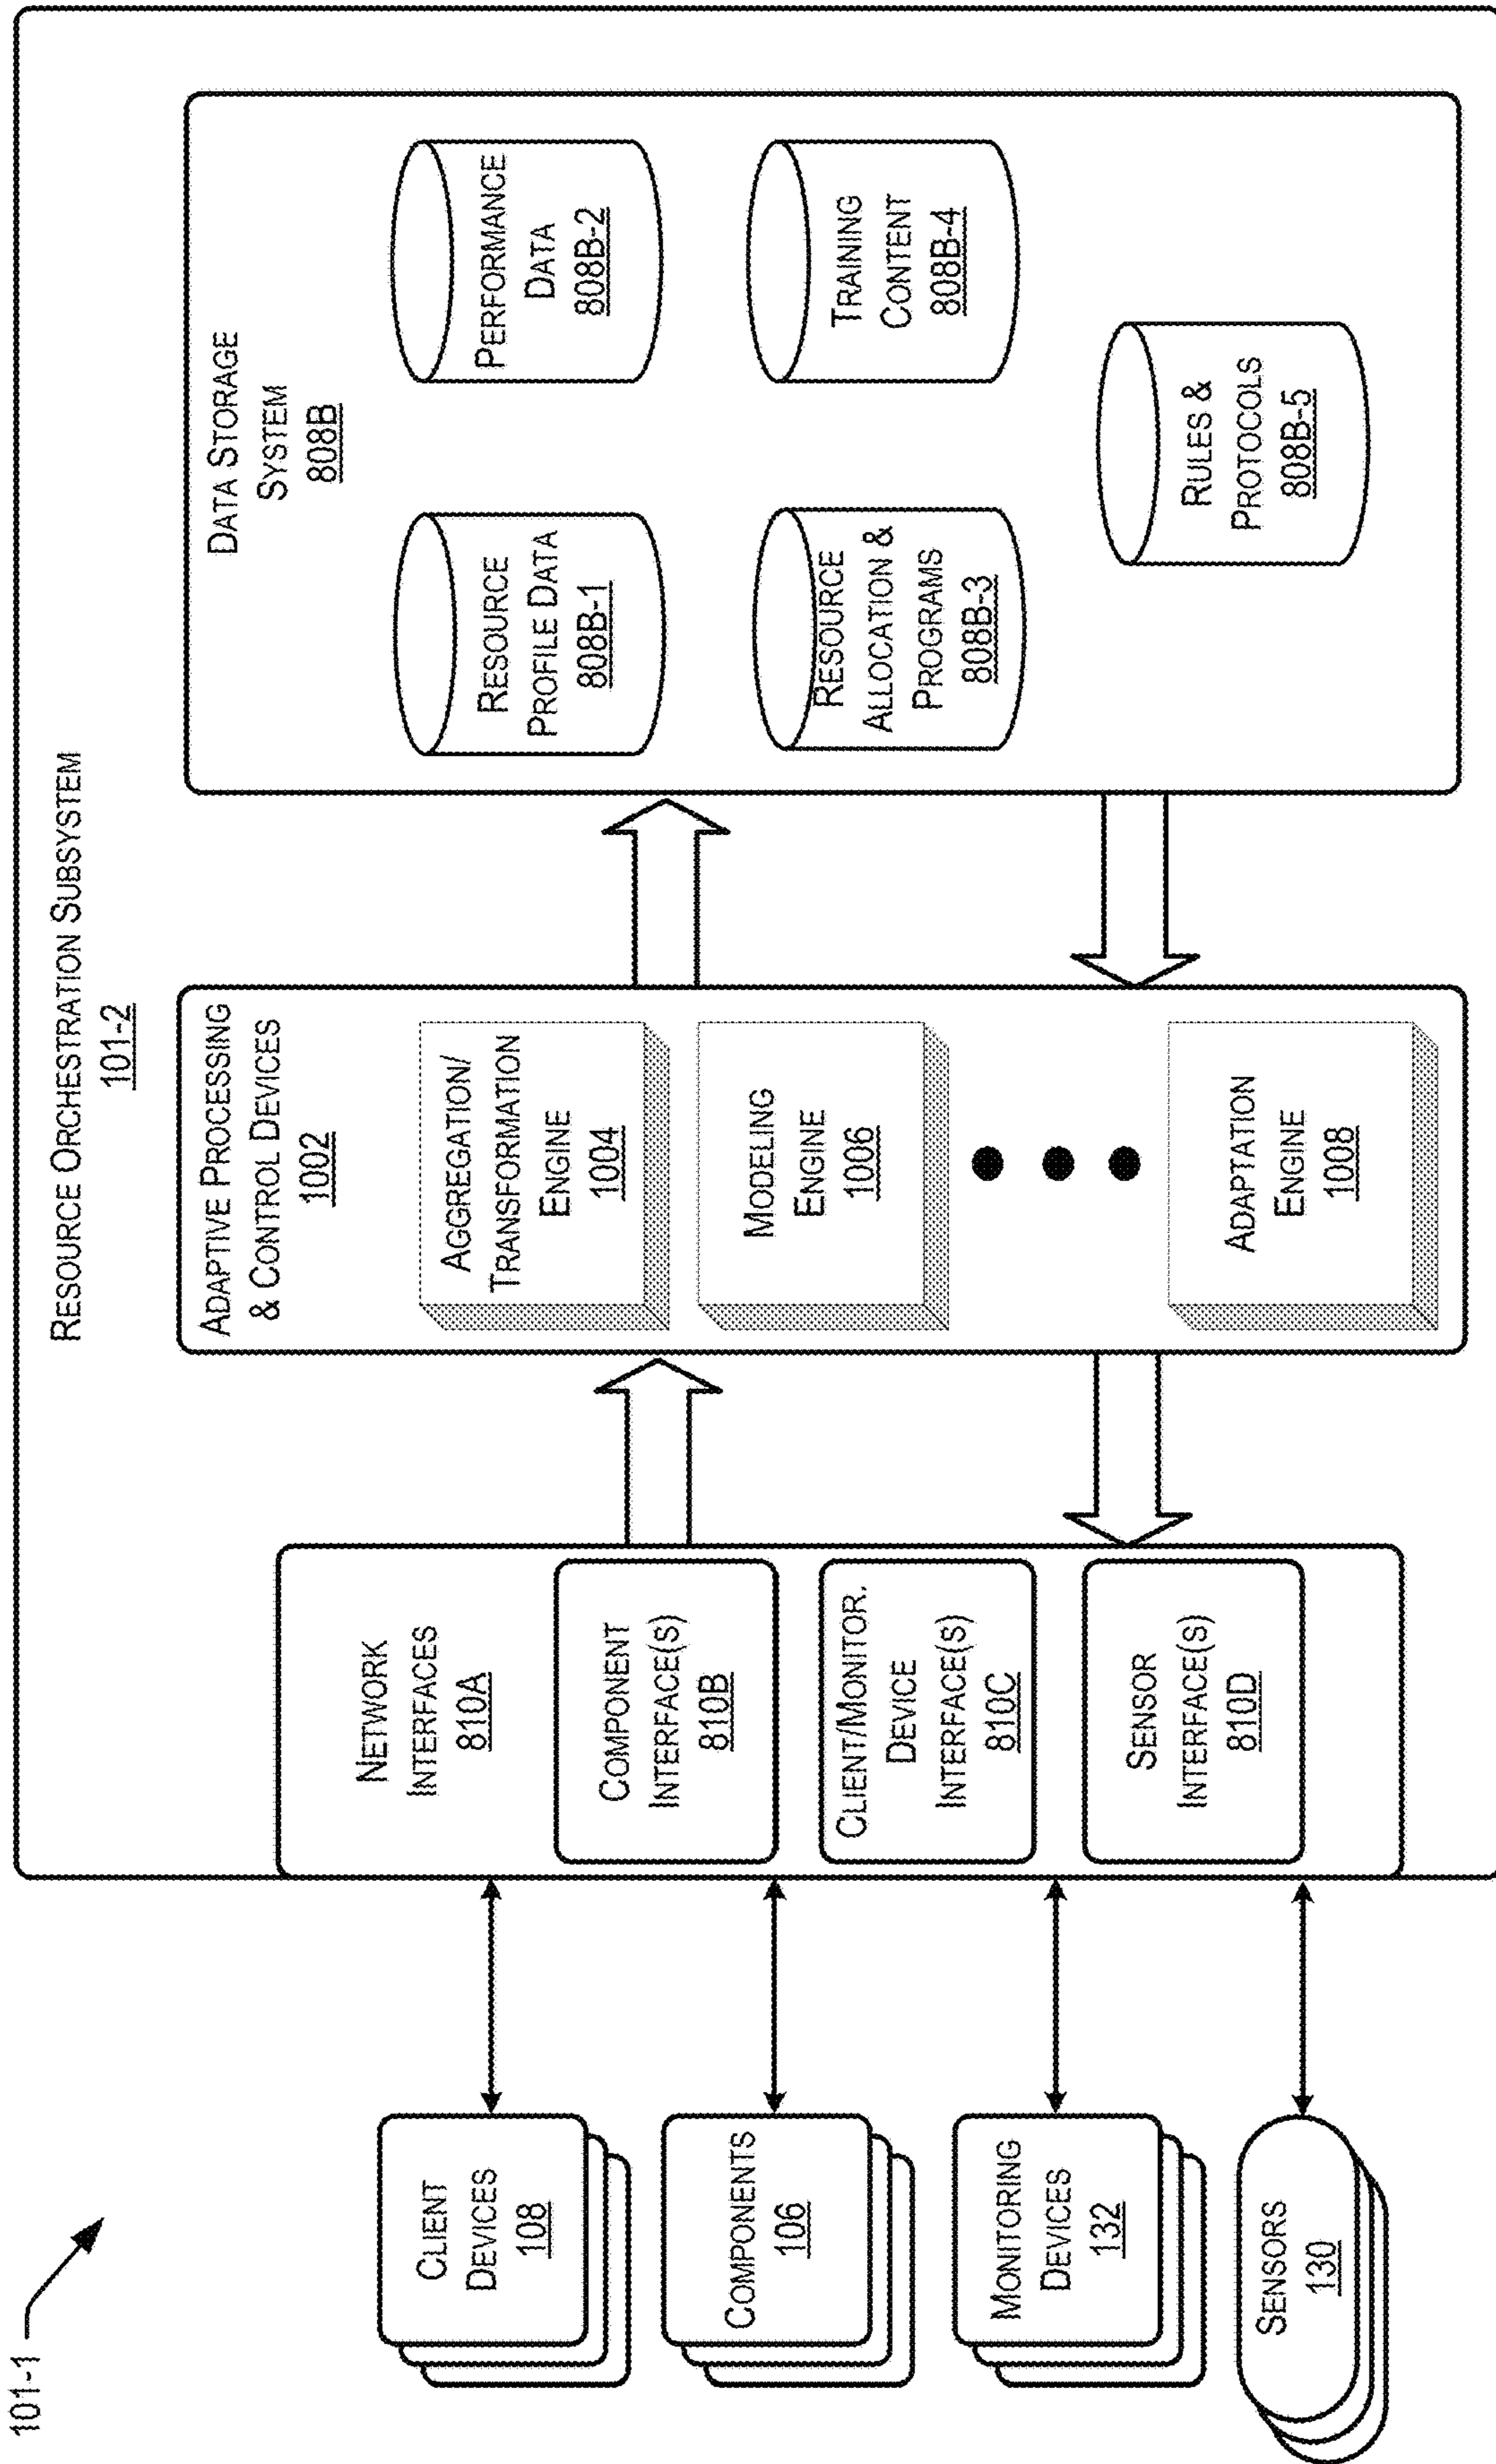 101-1
RESOURCE ORCHESTRATION SUBSYSTEM
101-2
CLIENT
DEVICES
108
COMPONENTS
106
MONITORING
DEVICES
132
SENSORS
130
NETWORK
INTERFACES
810A
COMPONENT
INTERFACE(S)
810B
CLIENT/MONITOR.
DEVICE
INTERFACE(S)
810C
SENSOR
INTERFACE(S)
810D
ADAPTIVE PROCESSING
& CONTROL DEVICES
1002
AGGREGATION/
TRANSFORMATION
ENGINE
1004
MODELING
ENGINE
1006
ADAPTATION
ENGINE
1008
DATA STORAGE
SYSTEM
808B
RESOURCE
PROFILE DATA
808B-1
PERFORMANCE
DATA
808B-2
RESOURCE
ALLOCATION &
PROGRAMS
808B-3
TRAINING
CONTENT
808B-4
RULES &
PROTOCOLS
808B-5